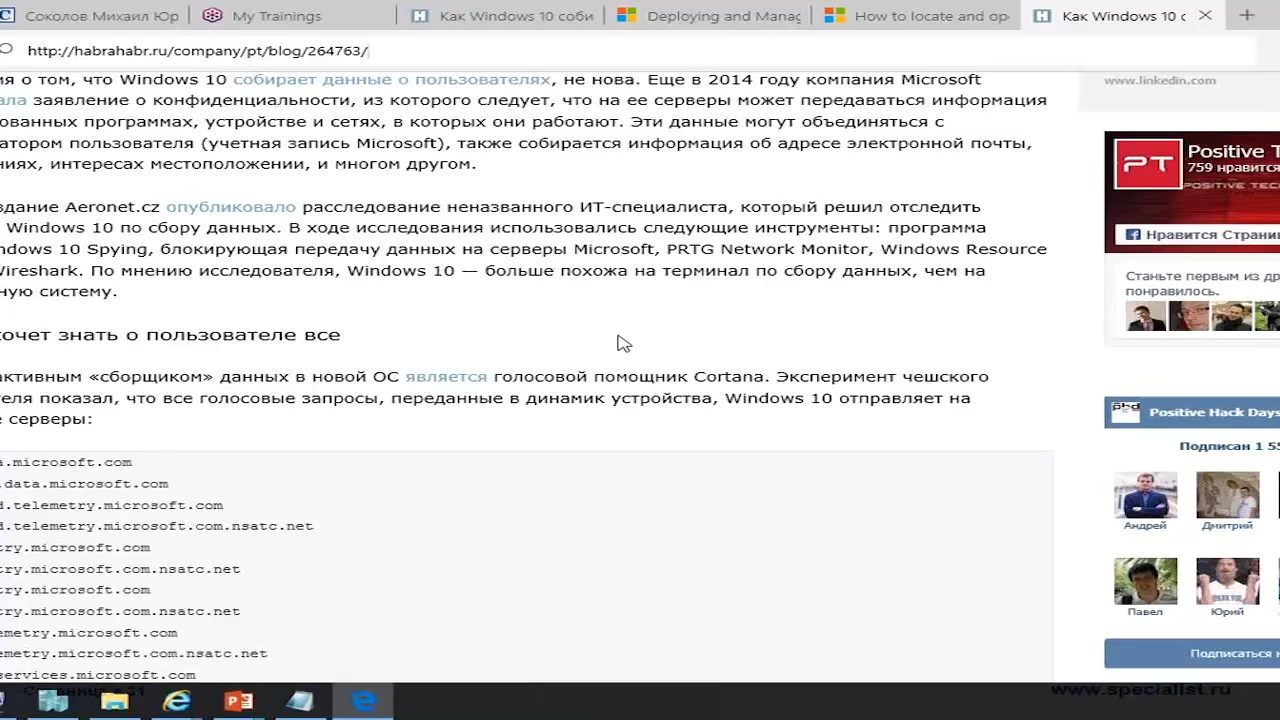 Соколов Михаил Юр
My Trainings
Как Windows 10 соби
Deploying and Manag
How to locate and op
Как Windows 10 с
http://habrahabr.ru/company/pt/blog/264763/
ия о том, что Windows 10 собирает данные о пользователях, не нова. Еще в 2014 году компания Microsoft
ала заявление о конфиденциальности, из которого следует, что на ее серверы может передаваться информация
ованных программах, устройстве и сетях, в которых они работают. Эти данные могут объединяться с
атором пользователя (учетная запись Microsoft), также собирается информация об адресе электронной почты,
ниях, интересах местоположении, и многом другом.
здание Aeronet.cz опубликовало расследование неназванного ИТ-специалиста, который решил отследить
Windows 10 по сбору данных. В ходе исследования использовались следующие инструменты: программа
ndows 10 Spying, блокирующая передачу данных на серверы Microsoft, PRTG Network Monitor, Windows Resource
Wireshark. По мнению исследователя, Windows 10 — больше похожа на терминал по сбору данных, чем на
ную систему.
хочет знать о пользователе все
активным «сборщиком» данных в новой ОС является голосовой помощник Cortana. Эксперимент чешского
теля показал, что все голосовые запросы, переданные в динамик устройства, Windows 10 отправляет на
е серверы:
a.microsoft.com
.data.microsoft.com
d.telemetry.microsoft.com
d.telemetry.microsoft.com.nsatc.net
try.microsoft.com
try.microsoft.com.nsatc.net
try.microsoft.com
try.microsoft.com.nsatc.net
emetry.microsoft.com
emetry.microsoft.com.nsatc.net
services.microsoft.com
www.linkedin.com
PT
Positive T
759 нравится
POSITIVE TEC
Нравится Страни
Станьте первым из др
понравилось.
phd
Positive Hack Days
Подписан 1 55
Андрей
Дмитрий
Павел
Юрий
Подписаться н
www.specialist.ru